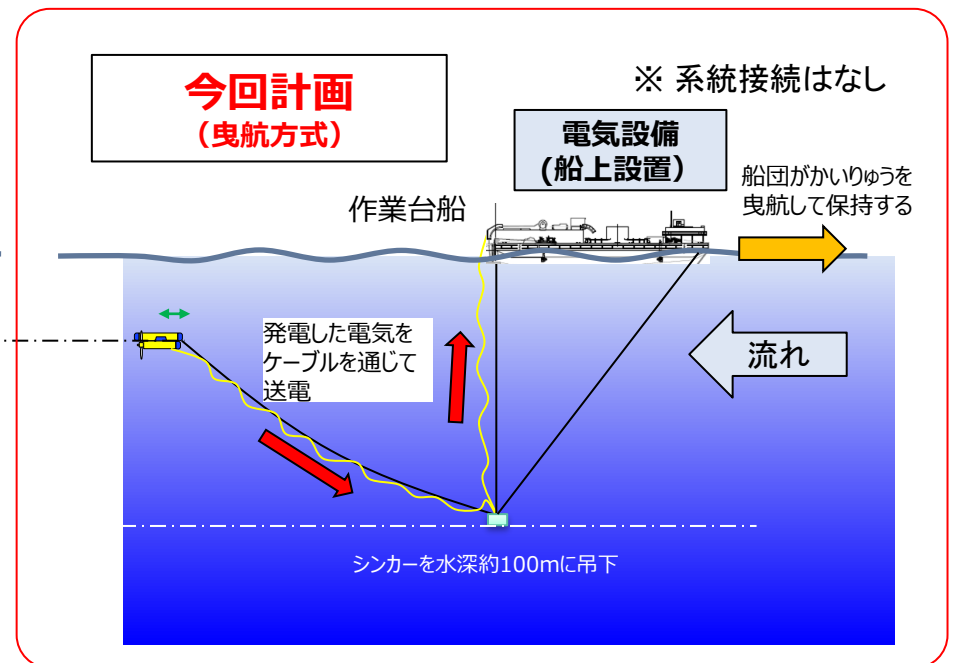 今回計画
（曳航方式）
※ 系統接続はなし
電気設備
(船上設置）
船団がかいりゅうを
曳航して保持する
作業台船
発電した電気を
ケーブルを通じて
送電
流れ
シンカーを水深約100mに吊下